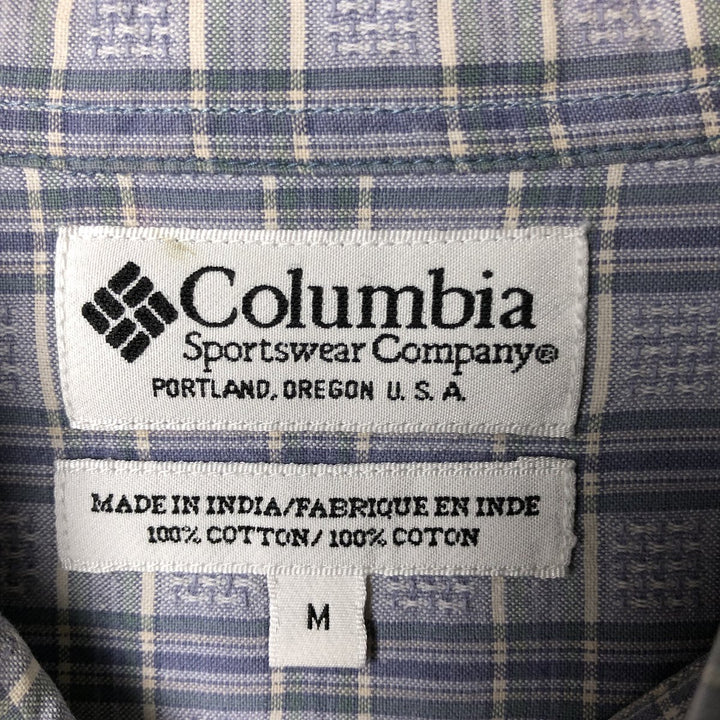 Columbia
Sportswear Company®
PORTLAND, OREGON U. S. A.
MADE IN INDIA/FABRIQUE EN INDE
100% COTTON/ 100% COTON
M